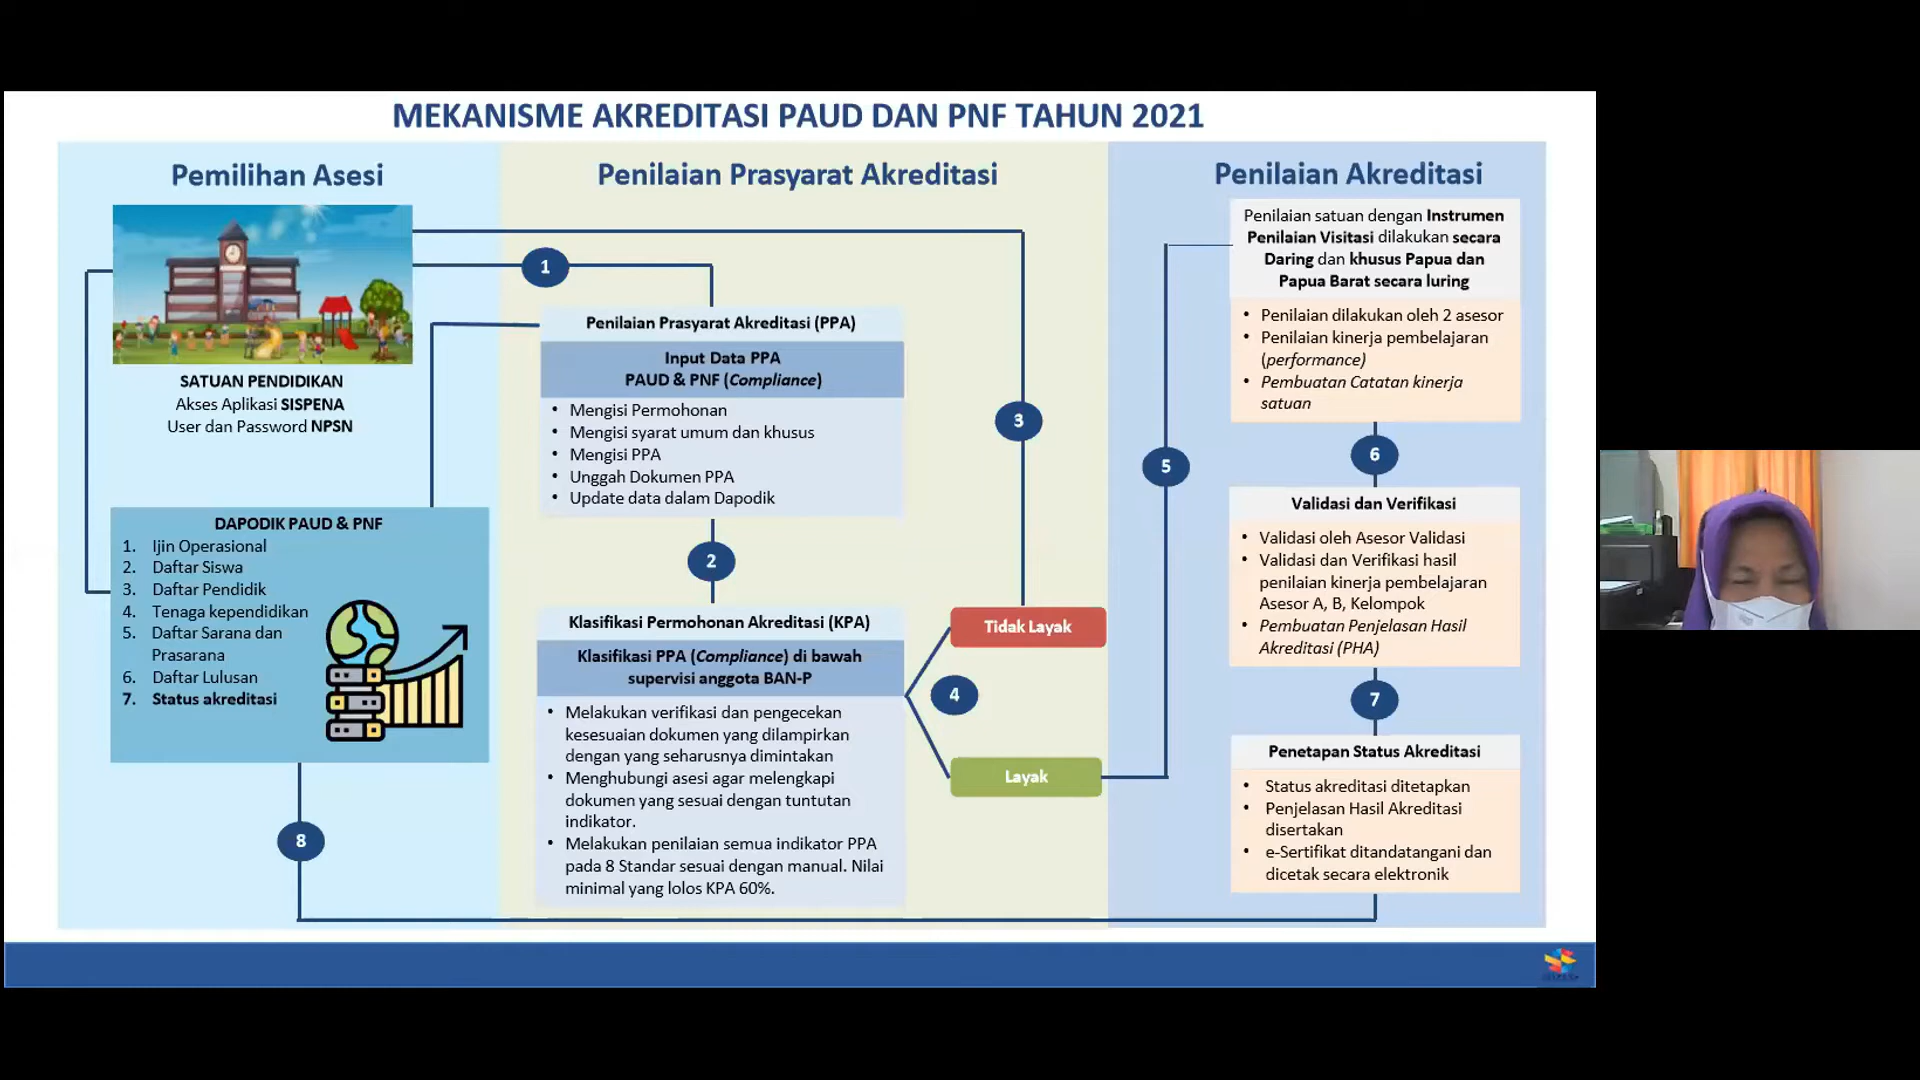 MEKANISME AKREDITASI PAUD DAN PNF TAHUN 2021
Pemilihan Asesi
SATUAN PENDIDIKAN
Akses Aplikasi SISPENA
User dan Password NPSN
DAPODIK PAUD & PNF
1. Ijin Operasional
2. Daftar Siswa
3. Daftar Pendidik
4. Tenaga kependidikan
5. Daftar Sarana dan
Prasarana
6. Daftar Lulusan
7. Status akreditasi
8
Penilaian Prasyarat Akreditasi
1
Penilaian Prasyarat Akreditasi (PPA)
Input Data PPA
PAUD & PNF (Compliance)
• Mengisi Permohonan
• Mengisi syarat umum dan khusus
• Mengisi PPA
• Unggah Dokumen PPA
• Update data dalam Dapodik
2
Klasifikasi Permohonan Akreditasi (KPA)
Klasifikasi PPA (Compliance) di bawah
supervisi anggota BAN-P
• Melakukan verifikasi dan pengecekan
kesesuaian dokumen yang dilampirkan
dengan yang seharusnya dimintakan
• Menghubungi asesi agar melengkapi
dokumen yang sesuai dengan tuntutan
indikator.
• Melakukan penilaian semua indikator PPA
pada 8 Standar sesuai dengan manual. Nilai
minimal yang lolos KPA 60%.
3
Tidak Layak
4
Layak
5
Penilaian Akreditasi
Penilaian satuan dengan Instrumen
Penilaian Visitasi dilakukan secara
Daring dan khusus Papua dan
Papua Barat secara luring
• Penilaian dilakukan oleh 2 asesor
• Penilaian kinerja pembelajaran
(performance)
• Pembuatan Catatan kinerja
satuan
6
Validasi dan Verifikasi
• Validasi oleh Asesor Validasi
• Validasi dan Verifikasi hasil
penilaian kinerja pembelajaran
Asesor A, B, Kelompok
• Pembuatan Penjelasan Hasil
Akreditasi (PHA)
7
Penetapan Status Akreditasi
• Status akreditasi ditetapkan
• Penjelasan Hasil Akreditasi
disertakan
• e-Sertifikat ditandatangani dan
dicetak secara elektronik